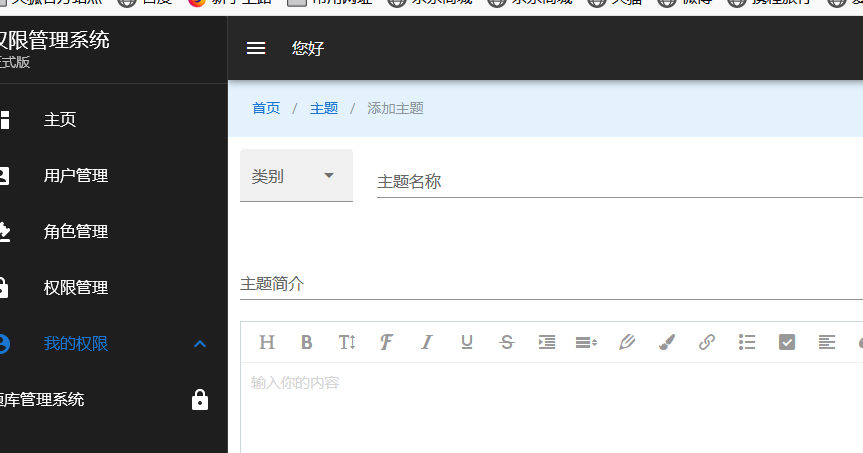 权限管理系统
式版
您好
首页 / 主题 / 添加主题
主页
用户管理
角色管理
权限管理
我的权限
库管理系统
类别
主题名称
主题简介
H B T F I U S
输入你的内容